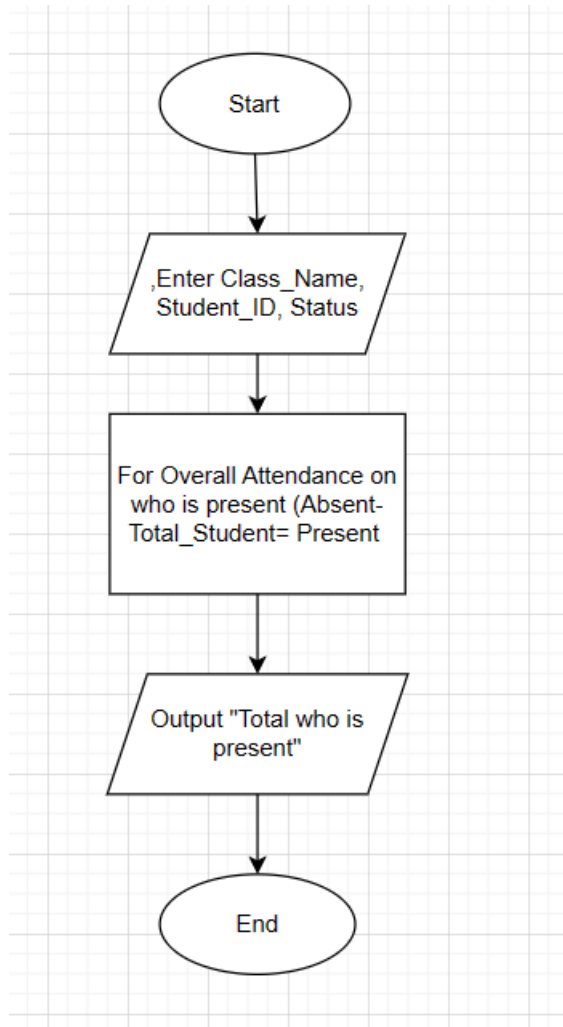 Start
,Enter Class_Name,
Student_ID, Status
For Overall Attendance on
who is present (Absent-
Total_Student= Present
Output "Total who is
present"
End